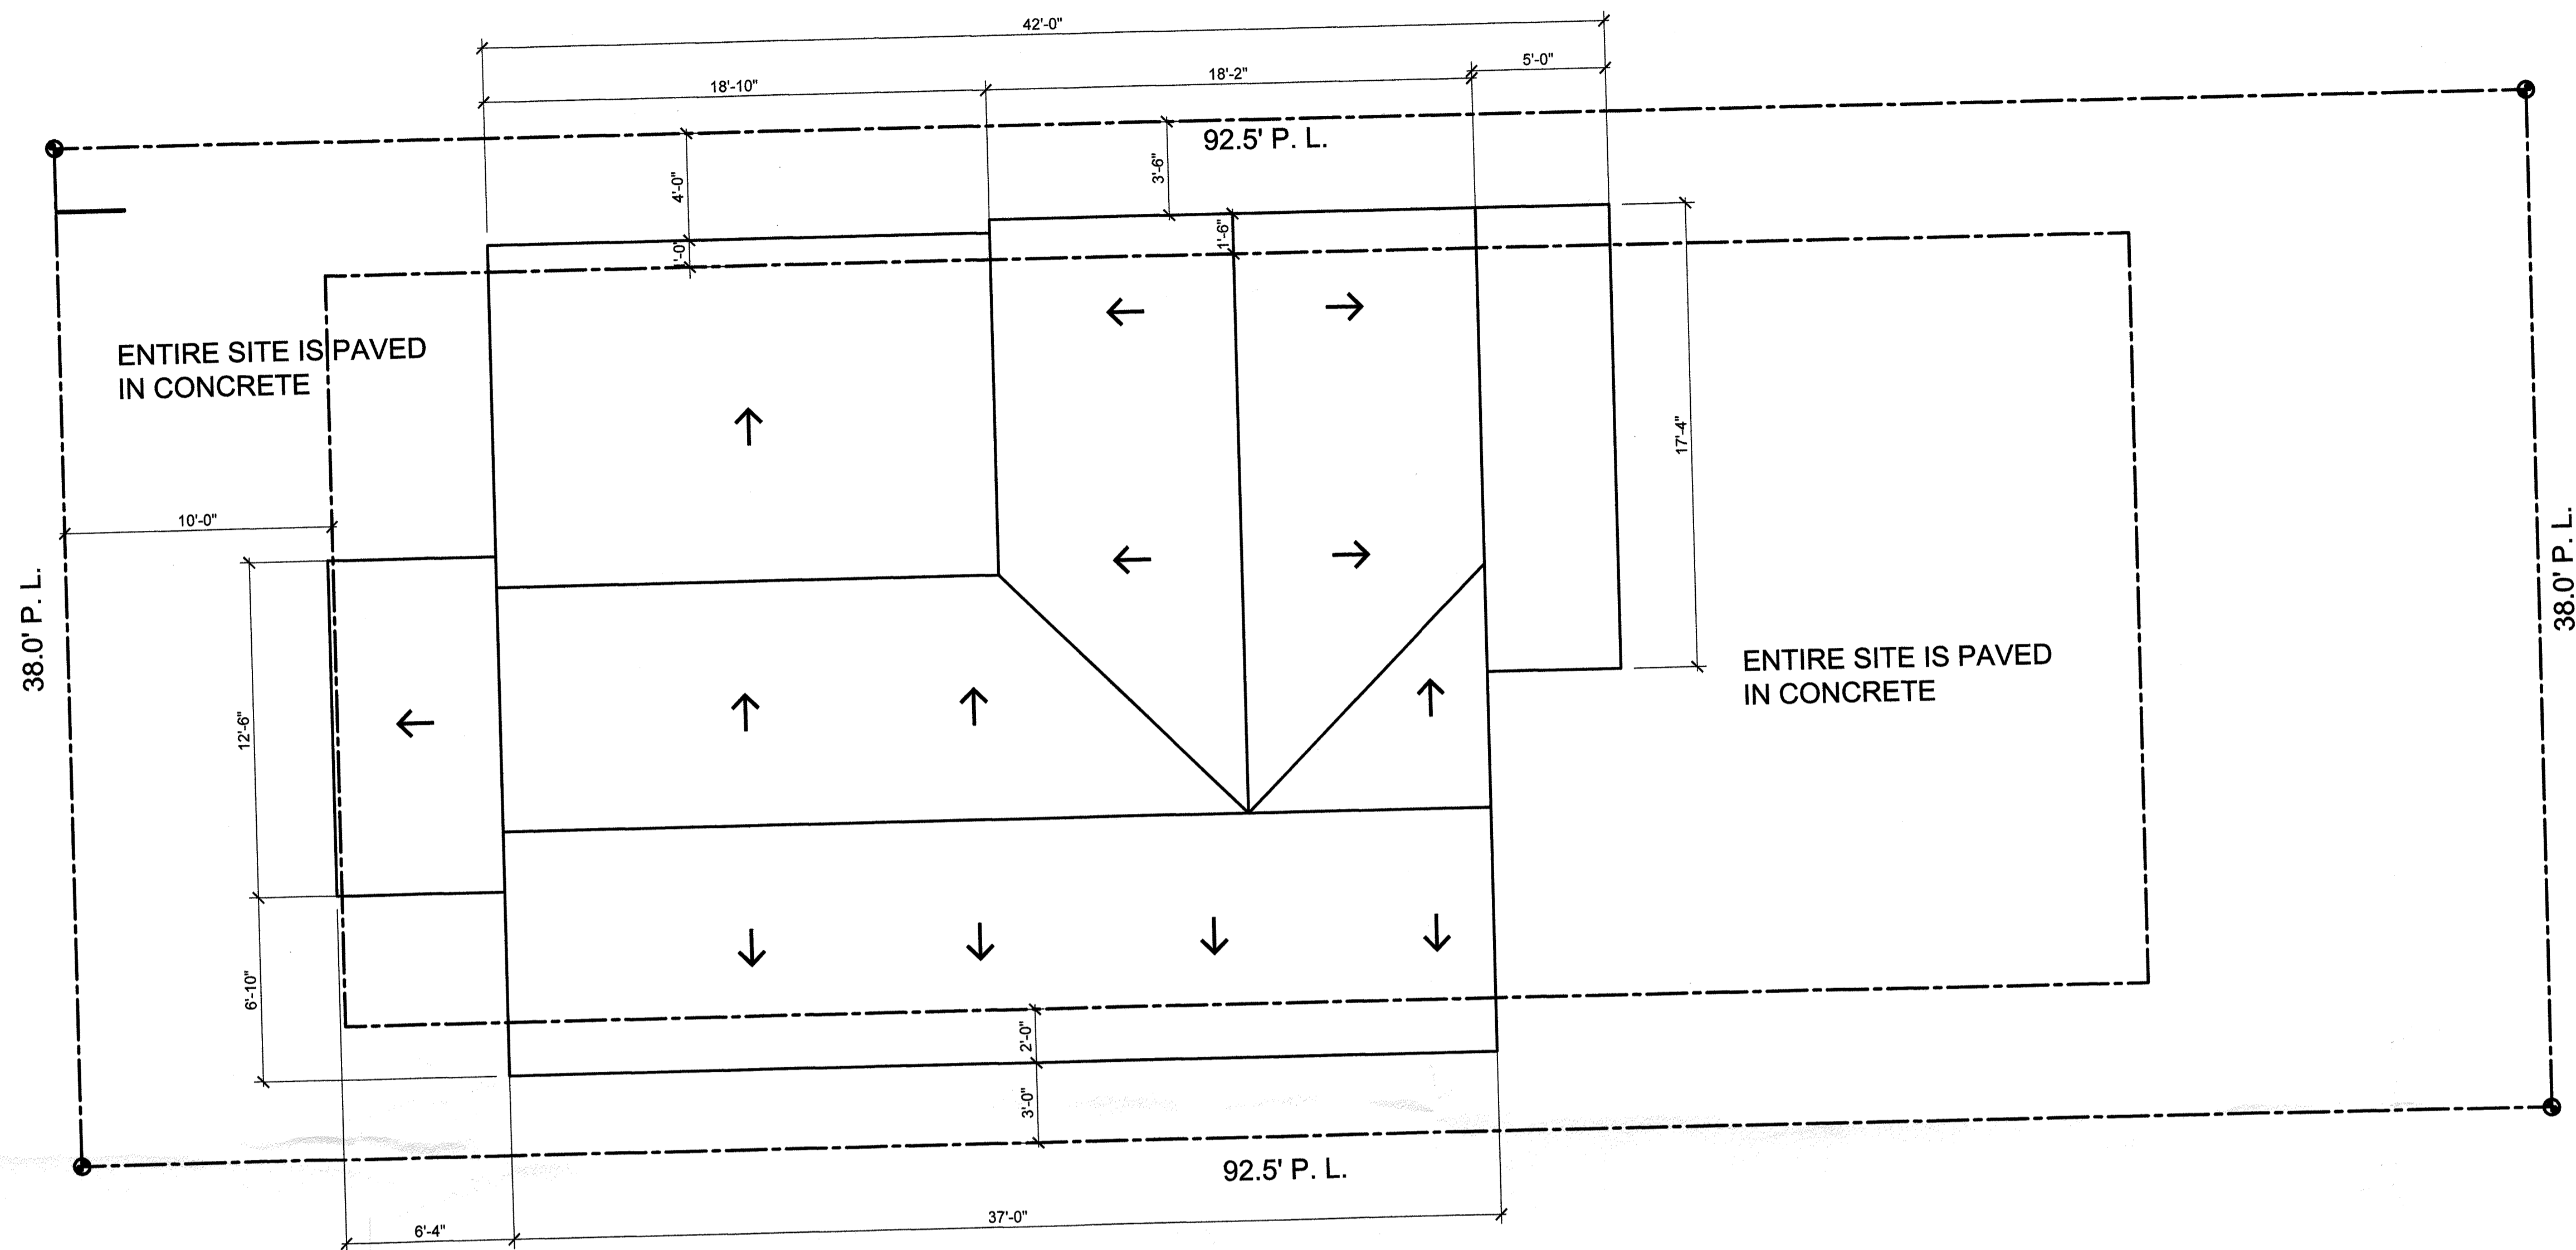 42'-0"
18'-10"
18'-2"
5'-0"
92.5' P. L.
4'-0"
3'-6"
1'-6"
ENTIRE SITE IS PAVED
IN CONCRETE
17'-4"
10'-0"
38.0' P. L.
38.0' P. L.
ENTIRE SITE IS PAVED
IN CONCRETE
12'-6"
6'-10"
2'-0"
3'-0"
92.5' P. L.
6'-4"
37'-0"